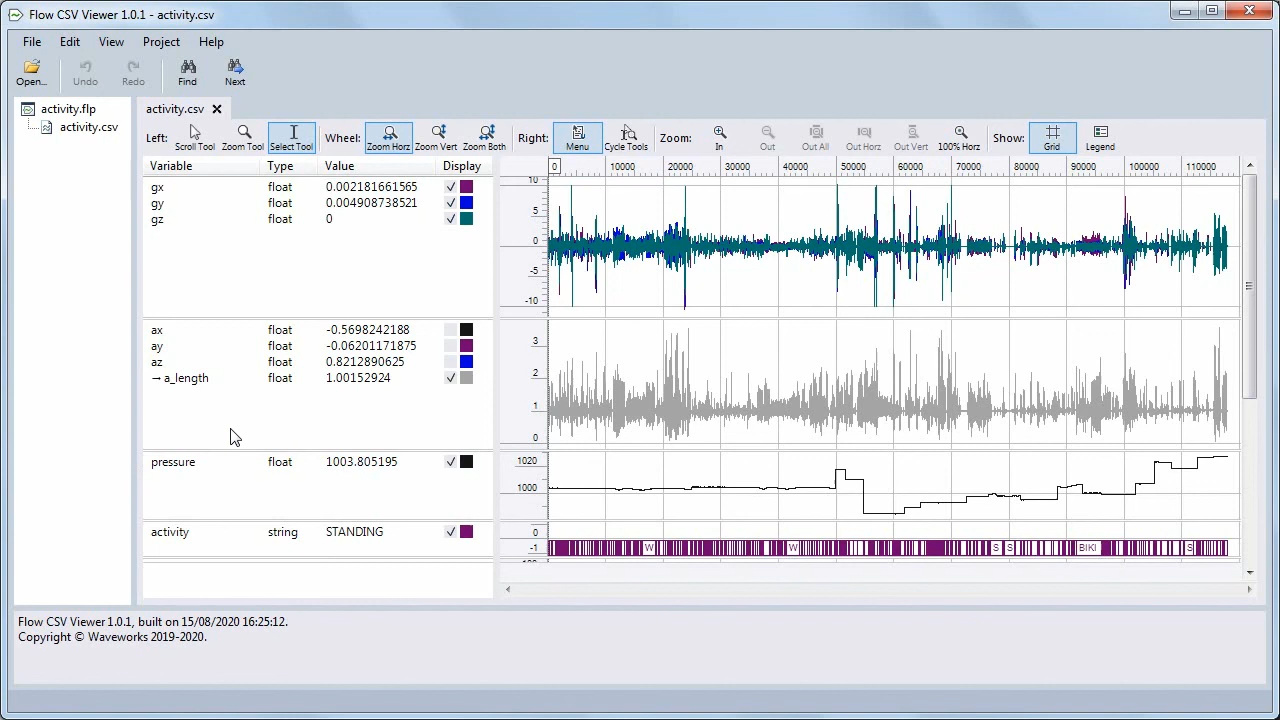 Flow CSV Viewer 1.0.1 - activity.csv
File Edit View Project Help
Open... Undo Redo Find Next
activity.flp
activity.csv
activity.csv
Left: Scroll Tool Zoom Tool Select Tool Wheel: Zoom Horz Zoom Vert Zoom Both Right: Menu Cycle Tools Zoom: In Out Out All Out Horz Out Vert 100% Horz Show: Grid Legend
Variable Type Value Display
0 10000 20000 30000 40000 50000 60000 70000 80000 90000 100000 110000
gx float 0.002181661565
gy float 0.004908738521
gz float 0
10
5
0
-5
-10
ax float -0.5698242188
ay float -0.06201171875
az float 0.8212890625
→ a_length float 1.00152924
3
2
1
0
pressure float 1003.805195
1020
1000
activity string STANDING
0
-1
W W S S BIKI S
Flow CSV Viewer 1.0.1, built on 15/08/2020 16:25:12.
Copyright © Waveworks 2019-2020.